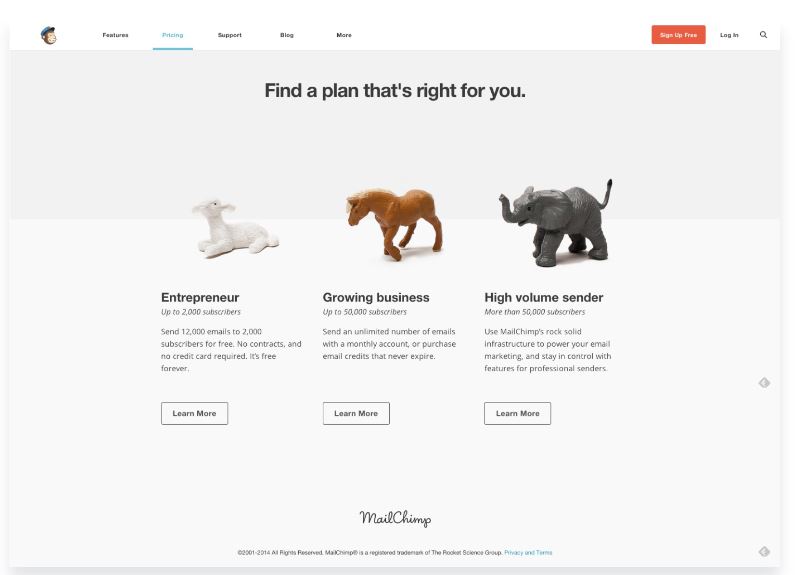 Features Pricing Support Blog More Sign Up Free Log In
Find a plan that's right for you.
Entrepreneur
Up to 2,000 subscribers
Send 12,000 emails to 2,000
subscribers for free. No contracts, and
no credit card required. It's free
forever.
Learn More
Growing business
Up to 50,000 subscribers
Send an unlimited number of emails
with a monthly account, or purchase
email credits that never expire.
Learn More
High volume sender
More than 50,000 subscribers
Use MailChimp's rock solid
infrastructure to power your email
marketing, and stay in control with
features for professional senders.
Learn More
MailChimp
©2001-2014 All Rights Reserved. MailChimp® is a registered trademark of The Rocket Science Group. Privacy and Terms